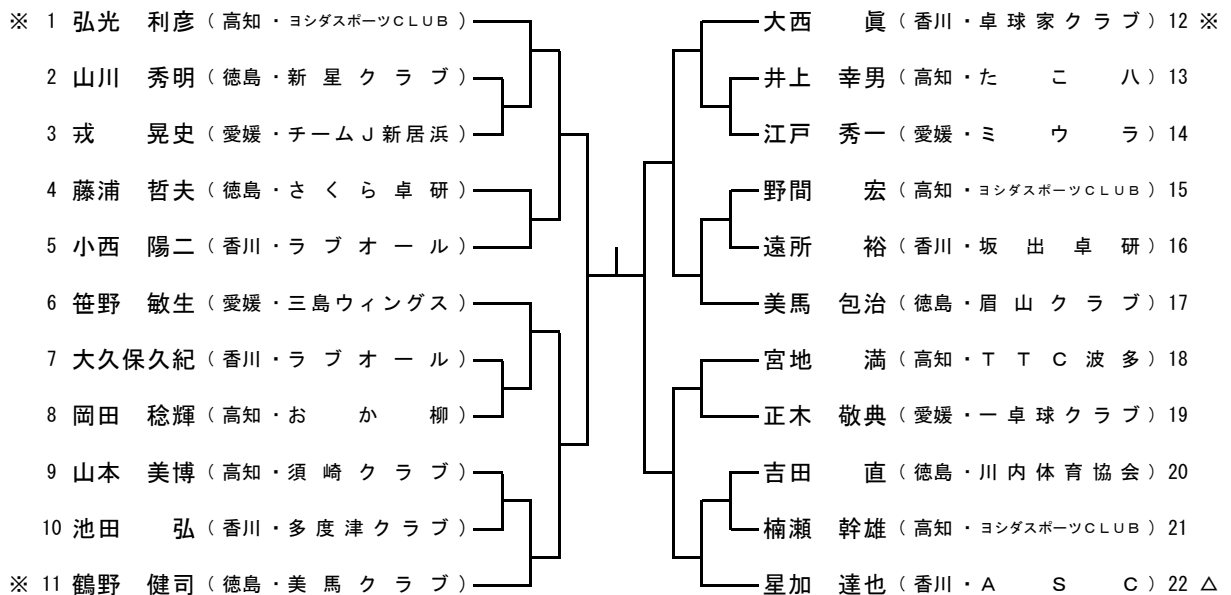 ※ 1 弘光 利彦 (高知・ヨシダスポーツCLUB)
2 山川 秀明 (徳島・新星クラブ)
3 戎 晃史 (愛媛・チームJ新居浜)
4 藤浦 哲夫 (徳島・さくら卓研)
5 小西 陽二 (香川・ラブオール)
6 笹野 敏生 (愛媛・三島ウィングス)
7 大久保久紀 (香川・ラブオール)
8 岡田 稔輝 (高知・おか柳)
9 山本 美博 (高知・須崎クラブ)
10 池田 弘 (香川・多度津クラブ)
※ 11 鶴野 健司 (徳島・美馬クラブ)
大西 眞 (香川・卓球家クラブ) 12 ※
井上 幸男 (高知・たこ八) 13
江戸 秀一 (愛媛・ミウラ) 14
野間 宏 (高知・ヨシダスポーツCLUB) 15
遠所 裕 (香川・坂出卓研) 16
美馬 包治 (徳島・眉山クラブ) 17
宮地 満 (高知・TTC波多) 18
正木 敬典 (愛媛・一卓球クラブ) 19
吉田 直 (徳島・川内体育協会) 20
楠瀬 幹雄 (高知・ヨシダスポーツCLUB) 21
星加 達也 (香川・ASC) 22 △